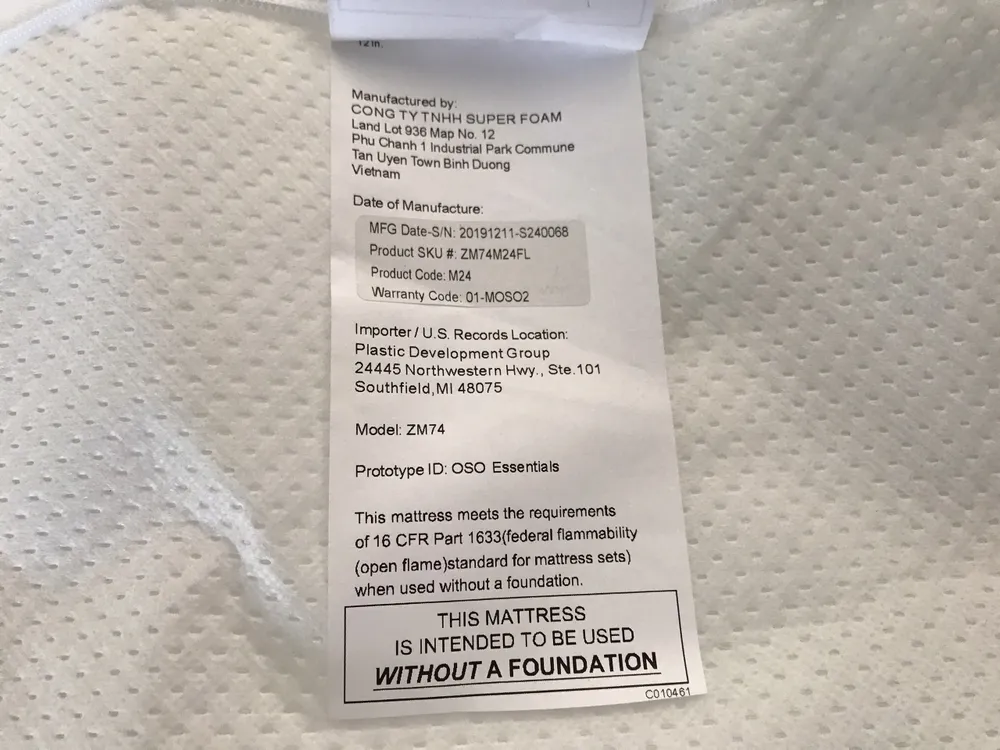 12 in.
Manufactured by:
CONG TY TNHH SUPER FOAM
Land Lot 936 Map No. 12
Phu Chanh 1 Industrial Park Commune
Tan Uyen Town Binh Duong
Vietnam
Date of Manufacture:
MFG Date-S/N: 20191211-S240068
Product SKU #: ZM74M24FL
Product Code: M24
Warranty Code: 01-MOSO2
Importer / U.S. Records Location:
Plastic Development Group
24445 Northwestern Hwy., Ste.101
Southfield,MI 48075
Model: ZM74
Prototype ID: OSO Essentials
This mattress meets the requirements
of 16 CFR Part 1633(federal flammability
(open flame)standard for mattress sets)
when used without a foundation.
THIS MATTRESS
IS INTENDED TO BE USED
WITHOUT A FOUNDATION
C010461